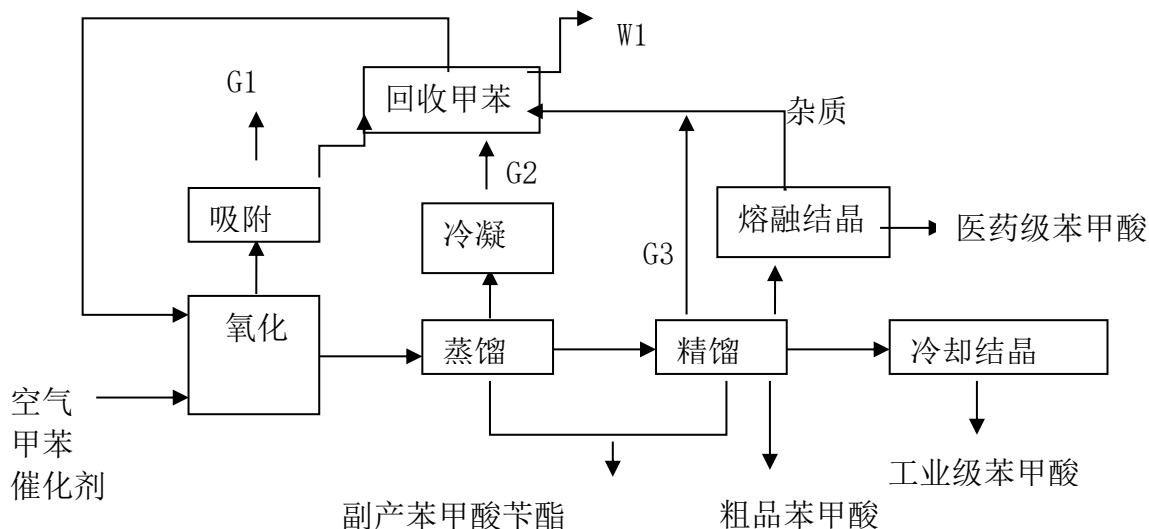 W1
G1
回收甲苯
杂质
G2
吸附
冷凝
熔融结晶
医药级苯甲酸
G3
氧化
蒸馏
精馏
冷却结晶
空气
甲苯
催化剂
工业级苯甲酸
副产苯甲酸苄酯
粗品苯甲酸